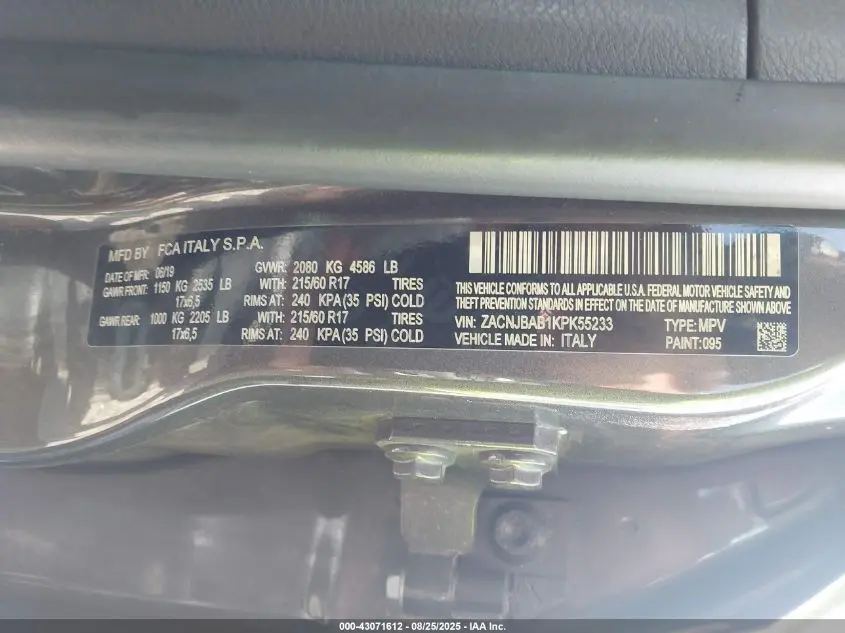 MFD BY FCA ITALY S.P.A.
DATE OF MFR 06/19 GVWR: 2080 KG 4586 LB
GAWR FRONT: 1150 KG 2535 LB WITH: 215/60 R17 TIRES
17x6,5 RIMS AT: 240 KPA(35 PSI) COLD
GAWR REAR: 1000 KG 2205 LB WITH: 215/60 R17 TIRES
17x6,5 RIMS AT: 240 KPA(35 PSI) COLD
THIS VEHICLE CONFORMS TO ALL APPLICABLE U.S.A. FEDERAL MOTOR VEHICLE SAFETY AND
THEFT PREVENTION STANDARDS IN EFFECT ON THE DATE OF MANUFACTURE SHOWN ABOVE
VIN: ZACNJBAB1KPK55233 TYPE: MPV
VEHICLE MADE IN: ITALY PAINT: 095
000-43071612 - 08/25/2025 - IAA Inc.